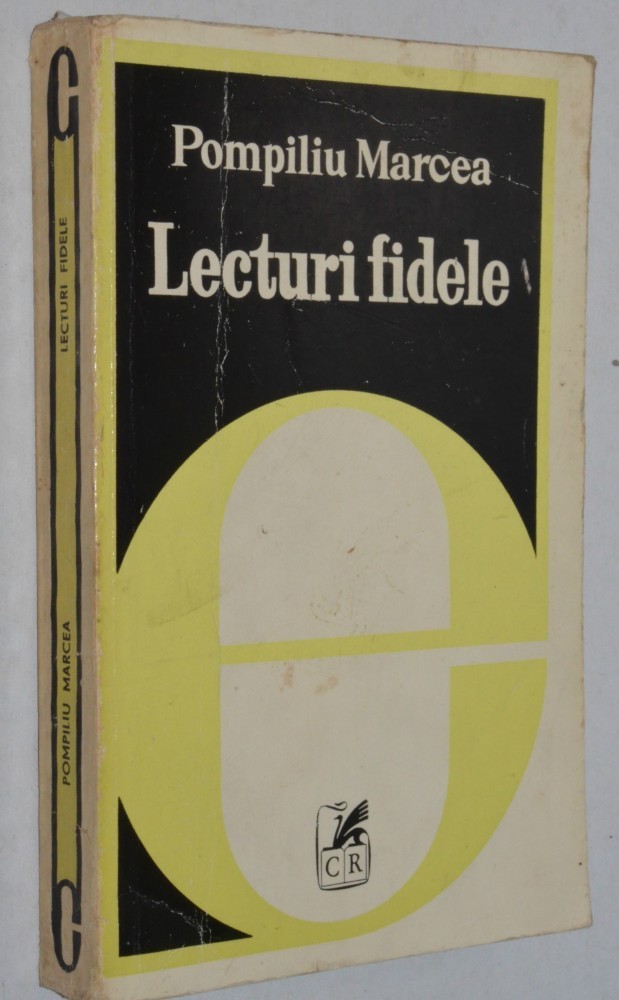 Pompiliu Marcea
Lecturi fidele
CR
POMPILIU MARCEA
LECTURI FIDELE